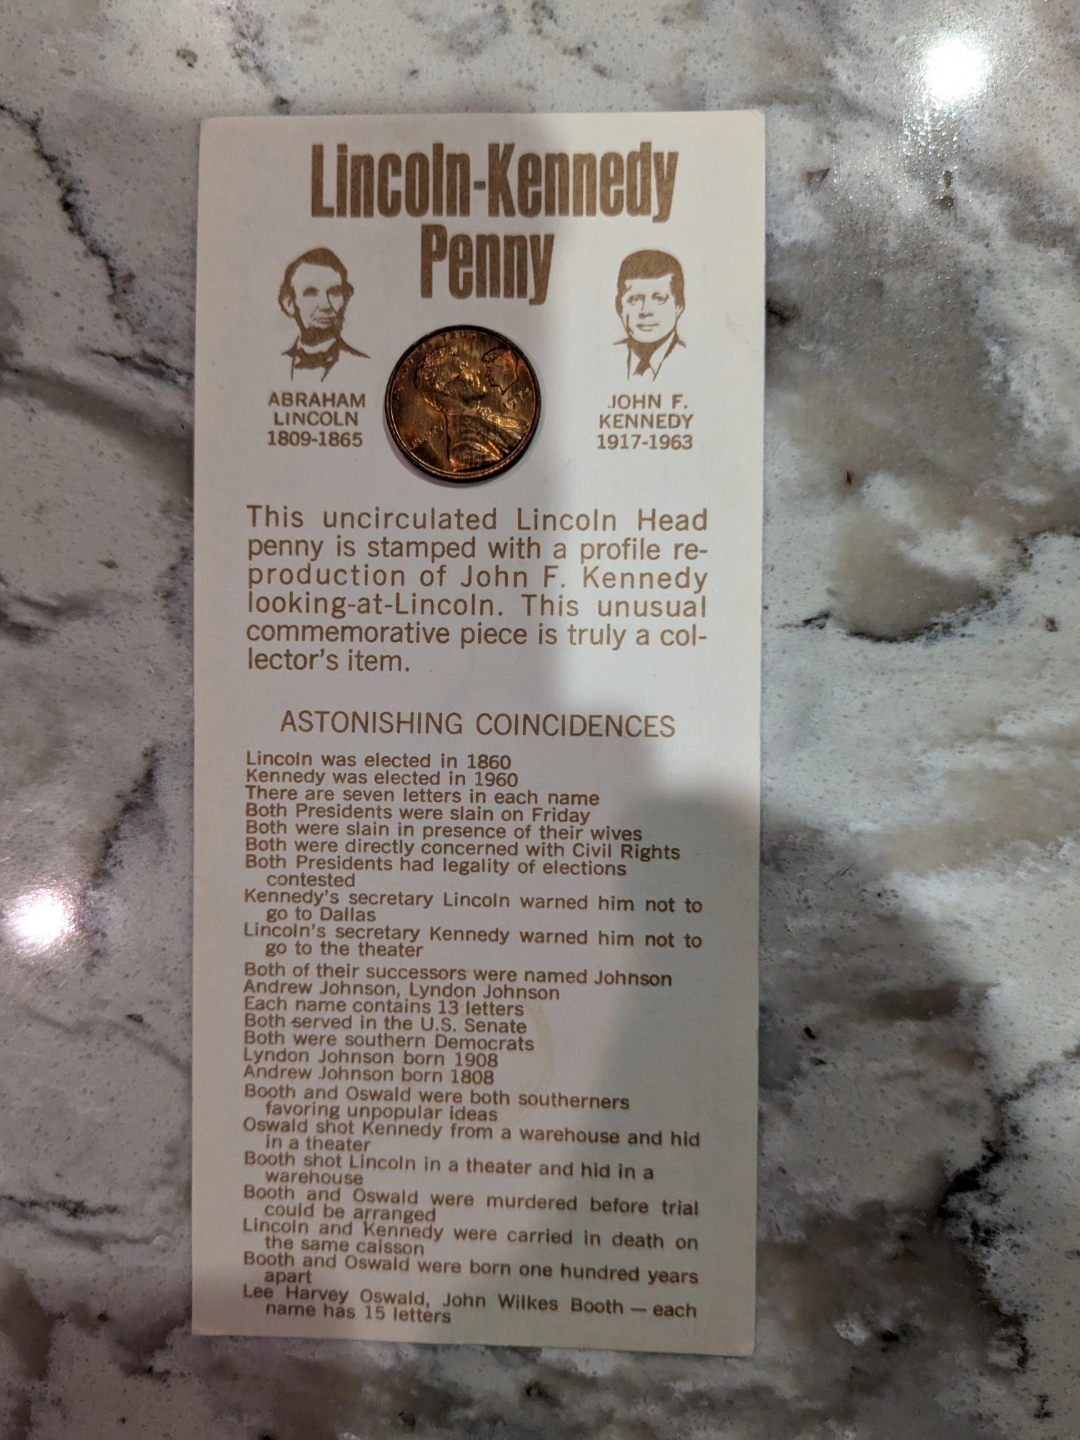 Lincoln-Kennedy
Penny
ABRAHAM
LINCOLN
1809-1865
JOHN F.
KENNEDY
1917-1963
This uncirculated Lincoln Head
penny is stamped with a profile re-
production of John F. Kennedy
looking-at-Lincoln. This unusual
commemorative piece is truly a col-
lector's item.
ASTONISHING COINCIDENCES
Lincoln was elected in 1860
Kennedy was elected in 1960
There are seven letters in each name
Both Presidents were slain on Friday
Both were slain in presence of their wives
Both were directly concerned with Civil Rights
Both Presidents had legality of elections
contested
Kennedy's secretary Lincoln warned him not to
go to Dallas
Lincoln's secretary Kennedy warned him not to
go to the theater
Both of their successors were named Johnson
Andrew Johnson, Lyndon Johnson
Each name contains 13 letters
Both served in the U.S. Senate
Both were southern Democrats
Lyndon Johnson born 1908
Andrew Johnson born 1808
Booth and Oswald were both southerners
favoring unpopular ideas
Oswald shot Kennedy from a warehouse and hid
in a theater
Booth shot Lincoln in a theater and hid in a
warehouse
Booth and Oswald were murdered before trial
could be arranged
Lincoln and Kennedy were carried in death on
the same caisson
Booth and Oswald were born one hundred years
apart
Lee Harvey Oswald, John Wilkes Booth — each
name has 15 letters